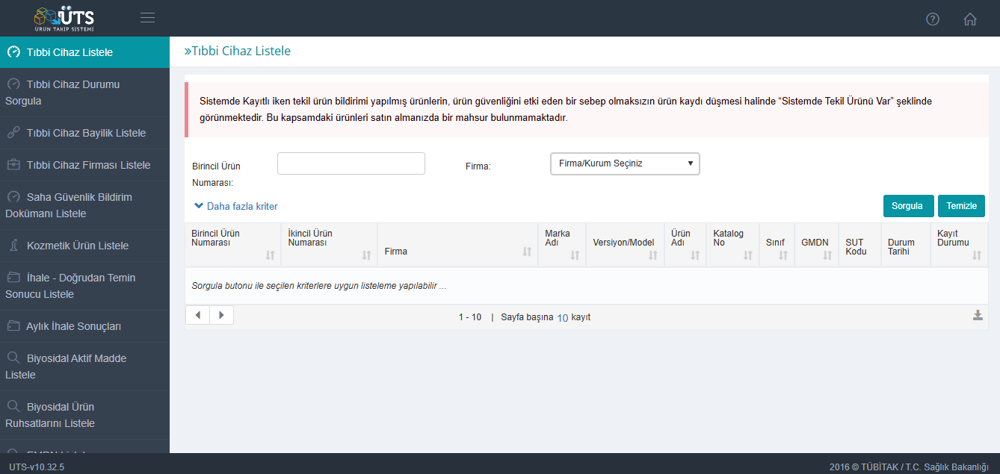 ÜTS
ÜRÜN TAKİP SİSTEMİ
Tıbbi Cihaz Listele
Tıbbi Cihaz Durumu
Sorgula
Tıbbi Cihaz Bayilik Listele
Tıbbi Cihaz Firması Listele
Saha Güvenlik Bildirim
Dokümanı Listele
Kozmetik Ürün Listele
İhale - Doğrudan Temin
Sonucu Listele
Aylık İhale Sonuçları
Biyosidal Aktif Madde
Listele
Biyosidal Ürün
Ruhsatlarını Listele
»Tıbbi Cihaz Listele
Sistemde Kayıtlı iken tekil ürün bildirimi yapılmış ürünlerin, ürün güvenliğini etki eden bir sebep olmaksızın ürün kaydı düşmesi halinde “Sistemde Tekil Ürünü Var” şeklinde
görünmektedir. Bu kapsamdaki ürünleri satın almanızda bir mahsur bulunmamaktadır.
Birincil Ürün
Numarası:
Firma:
Firma/Kurum Seçiniz
Daha fazla kriter
Sorgula
Temizle
Birincil Ürün
Numarası
İkincil Ürün
Numarası
Firma
Marka
Adı
Versiyon/Model
Ürün
Adı
Katalog
No
Sınıf
GMDN
SUT
Kodu
Durum
Tarihi
Kayıt
Durumu
Sorgula butonu ile seçilen kriterlere uygun listeleme yapılabilir ...
1 - 10 | Sayfa başına 10 kayıt
UTS-v10.32.5
2016 © TÜBİTAK / T.C. Sağlık Bakanlığı